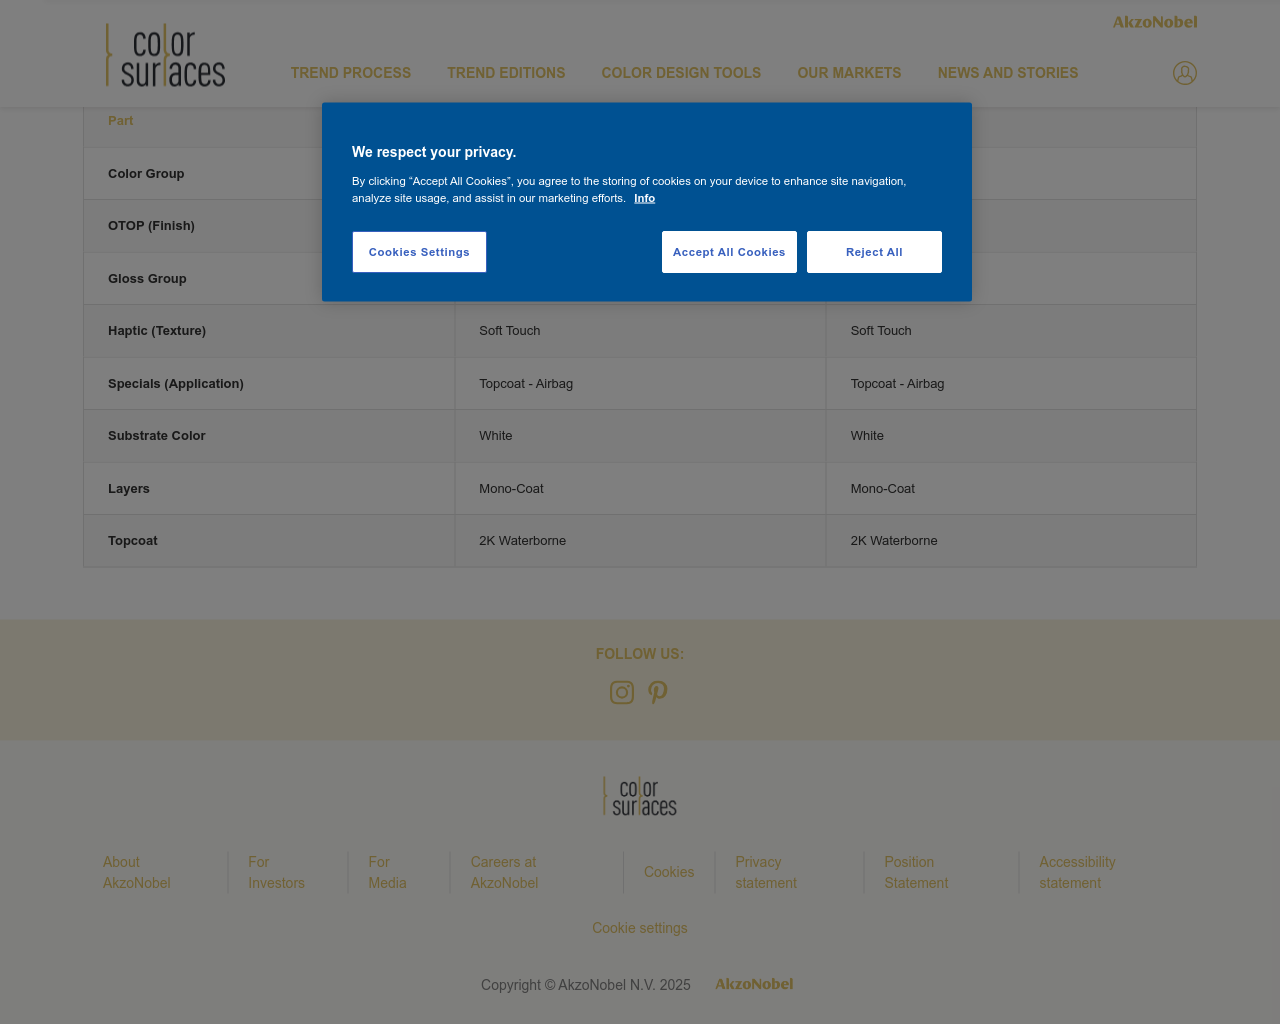 AkzoNobel
color
surfaces
TREND PROCESS TREND EDITIONS COLOR DESIGN TOOLS OUR MARKETS NEWS AND STORIES
Part
We respect your privacy.
By clicking “Accept All Cookies”, you agree to the storing of cookies on your device to enhance site navigation,
analyze site usage, and assist in our marketing efforts. Info
Cookies Settings Accept All Cookies Reject All
Color Group
OTOP (Finish)
Gloss Group
Haptic (Texture) Soft Touch Soft Touch
Specials (Application) Topcoat - Airbag Topcoat - Airbag
Substrate Color White White
Layers Mono-Coat Mono-Coat
Topcoat 2K Waterborne 2K Waterborne
FOLLOW US:
color
surfaces
About
AkzoNobel
For
Investors
For
Media
Careers at
AkzoNobel
Cookies
Privacy
statement
Position
Statement
Accessibility
statement
Cookie settings
Copyright © AkzoNobel N.V. 2025 AkzoNobel